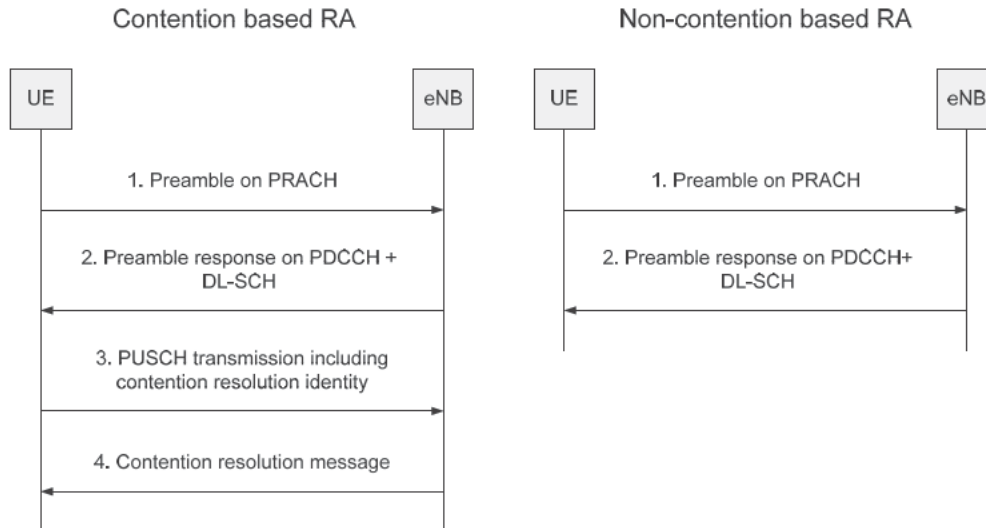 Contention based RA
UE
eNB
1. Preamble on PRACH
2. Preamble response on PDCCH +
DL-SCH
3. PUSCH transmission including
contention resolution identity
4. Contention resolution message
Non-contention based RA
UE
eNB
1. Preamble on PRACH
2. Preamble response on PDCCH+
DL-SCH